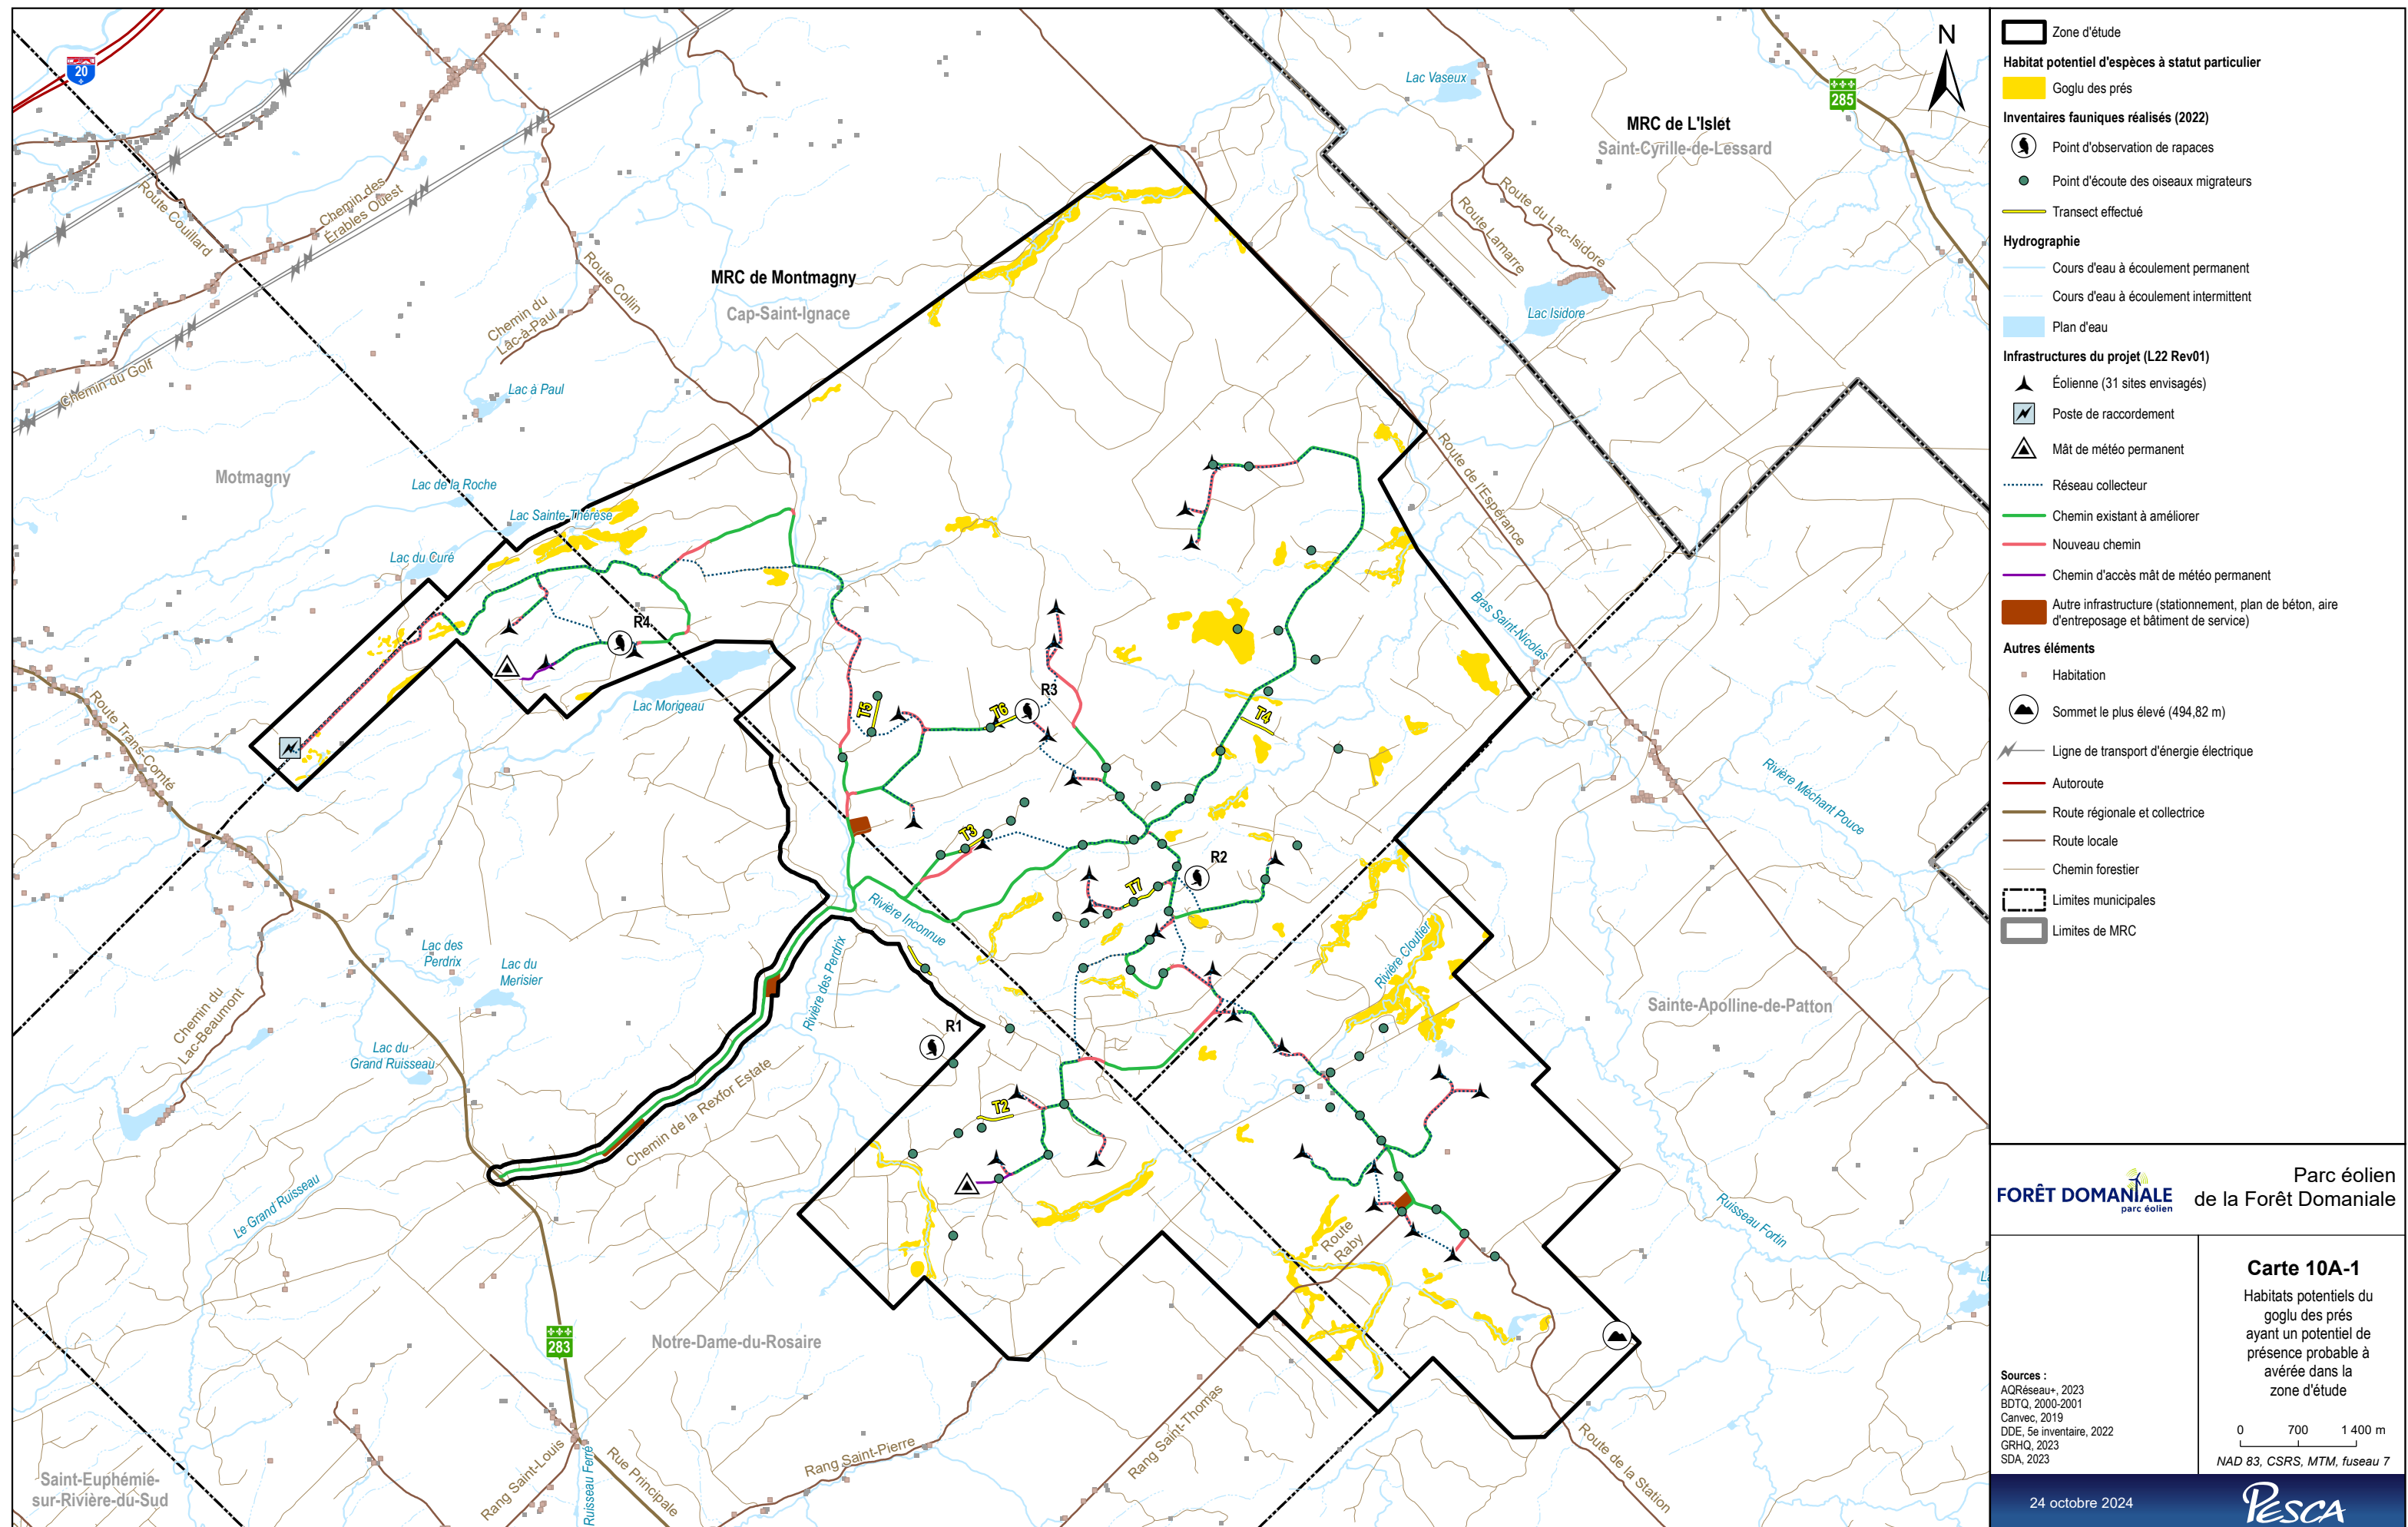 20
Route Couillard
Chemin des
Érables Ouest
Route Collin
Chemin du
Lac-à-Paul
Chemin du Golf
Lac à Paul
MRC de Montmagny
Cap-Saint-Ignace
Lac Vaseux
MRC de L'Islet
Saint-Cyrille-de-Lessard
285
N
Route du Lac-Isidore
Route Lamarre
Lac Isidore
Motmagny
Lac de la Roche
Lac Sainte-Thérèse
Lac du Curé
Route de l'Espérance
Bras Saint-Nicolas
R4
Lac Morigeau
Route Trans-Comté
T5
T6
R3
T4
Rivière Méchant Pouce
T3
R2
T7
Rivière Inconnue
Rivière Cloutier
Lac des
Perdrix
Lac du
Merisier
Rivière des Perdrix
Chemin du
Lac-Beaumont
Lac du
Grand Ruisseau
R1
Sainte-Apolline-de-Patton
Chemin de la Rexfor Estate
T2
Le Grand Ruisseau
Route
Raby
Ruisseau Fortin
283
Notre-Dame-du-Rosaire
Saint-Euphémie-
sur-Rivière-du-Sud
Rang Saint-Louis
Ruisseau Ferré
Rue Principale
Rang Saint-Pierre
Rang Saint-Thomas
Route de la Station
Zone d'étude
Habitat potentiel d'espèces à statut particulier
Goglu des prés
Inventaires fauniques réalisés (2022)
Point d'observation de rapaces
Point d'écoute des oiseaux migrateurs
Transect effectué
Hydrographie
Cours d'eau à écoulement permanent
Cours d'eau à écoulement intermittent
Plan d'eau
Infrastructures du projet (L22 Rev01)
Éolienne (31 sites envisagés)
Poste de raccordement
Mât de météo permanent
Réseau collecteur
Chemin existant à améliorer
Nouveau chemin
Chemin d'accès mât de météo permanent
Autre infrastructure (stationnement, plan de béton, aire
d'entreposage et bâtiment de service)
Autres éléments
Habitation
Sommet le plus élevé (494,82 m)
Ligne de transport d'énergie électrique
Autoroute
Route régionale et collectrice
Route locale
Chemin forestier
Limites municipales
Limites de MRC
FORÊT DOMANIALE
parc éolien
Parc éolien
de la Forêt Domaniale
Carte 10A-1
Habitats potentiels du
goglu des prés
ayant un potentiel de
présence probable à
avérée dans la
zone d'étude
Sources :
AQRéseau+, 2023
BDTQ, 2000-2001
Canvec, 2019
DDE, 5e inventaire, 2022
GRHQ, 2023
SDA, 2023
0 700 1 400 m
NAD 83, CSRS, MTM, fuseau 7
24 octobre 2024
PESCA